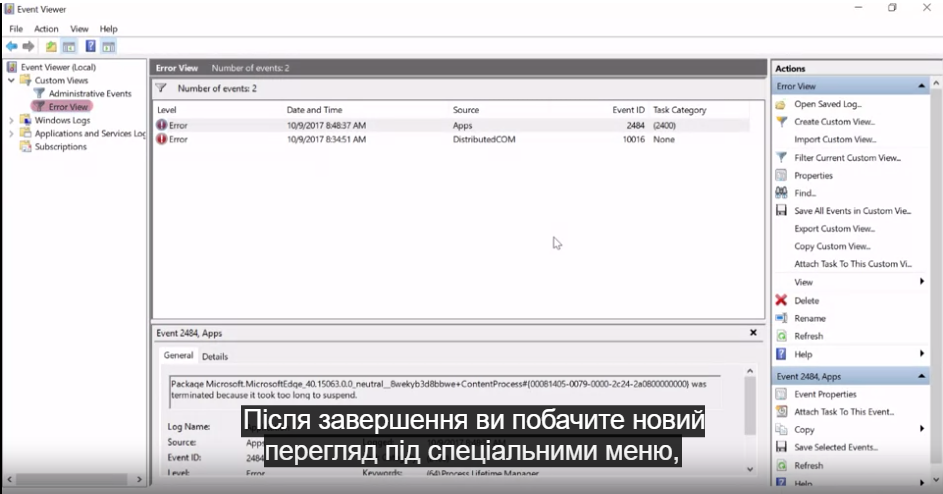 Event Viewer
File Action View Help
Event Viewer (Local)
Custom Views
Administrative Events
Error View
Windows Logs
Applications and Services Log
Subscriptions
Error View Number of events: 2
Number of events: 2
Level Date and Time Source Event ID Task Category
Error 10/9/2017 8:48:37 AM Apps 2484 (2400)
Error 10/9/2017 8:34:51 AM DistributedCOM 10016 None
Event 2484, Apps
General Details
Package Microsoft.MicrosoftEdge_40.15063.0.0_neutral__8wekyb3d8bbwe+ContentProcess#{00081405-0079-0000-2c24-2a0800000000} was
terminated because it took too long to suspend.
Log Name:
Source: Apps
Event ID: 2484
Level: Error Keywords: (64)Process Lifetime Manager
Після завершення ви побачите новий
перегляд під спеціальними меню,
Actions
Error View
Open Saved Log...
Create Custom View...
Import Custom View...
Filter Current Custom View...
Properties
Find...
Save All Events in Custom Vie...
Export Custom View...
Copy Custom View...
Attach Task To This Custom Vi...
View
Delete
Rename
Refresh
Help
Event 2484, Apps
Event Properties
Attach Task To This Event...
Copy
Save Selected Events...
Refresh
Help